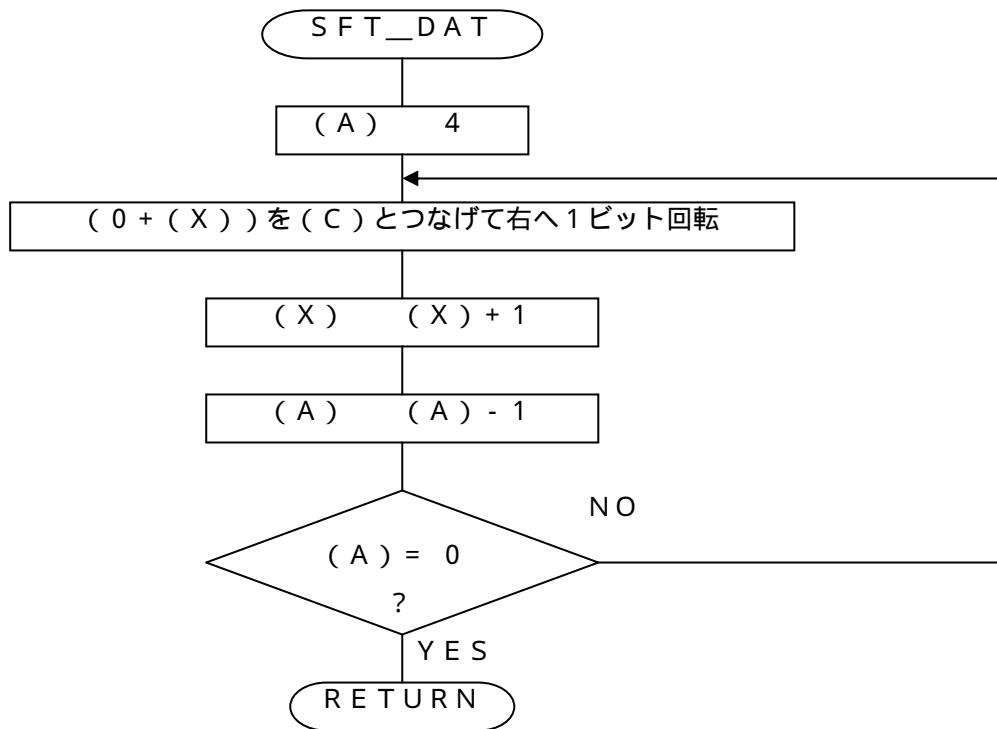 ＳＦＴ＿ＤＡＴ
（Ａ）　　４
（０＋（Ｘ））を（Ｃ）とつなげて右へ１ビット回転
（Ｘ）　　（Ｘ）＋１
（Ａ）　　（Ａ）－１
ＮＯ
（Ａ）＝　０
？
ＹＥＳ
ＲＥＴＵＲＮ